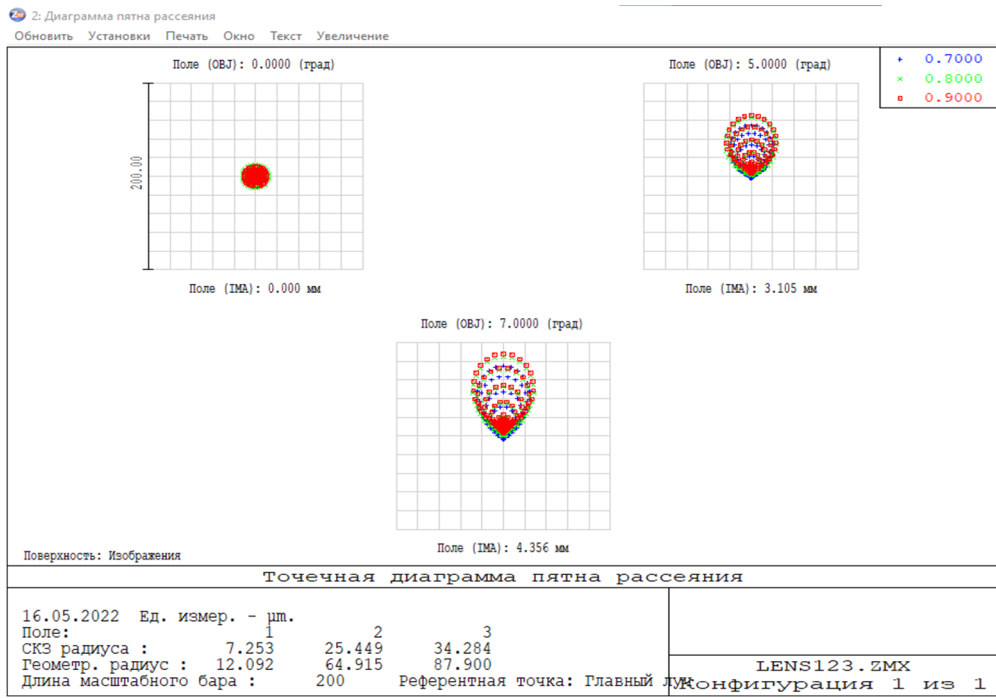 2: Диаграмма пятна рассеяния
Обновить Установки Печать Окно Текст Увеличение
Поле (OBJ): 0.0000 (град)
Поле (OBJ): 5.0000 (град)
0.7000
0.8000
0.9000
200.00
Поле (IMA): 0.000 мм
Поле (IMA): 3.105 мм
Поле (OBJ): 7.0000 (град)
Поле (IMA): 4.356 мм
Поверхность: Изображения
Точечная диаграмма пятна рассеяния
16.05.2022 Ед. измер. - µm.
Поле: 1 2 3
СКЗ радиуса : 7.253 25.449 34.284
Геометр. радиус : 12.092 64.915 87.900
Длина масштабного бара : 200 Референтная точка: Главный луч
LENS123.ZMX
Конфигурация 1 из 1